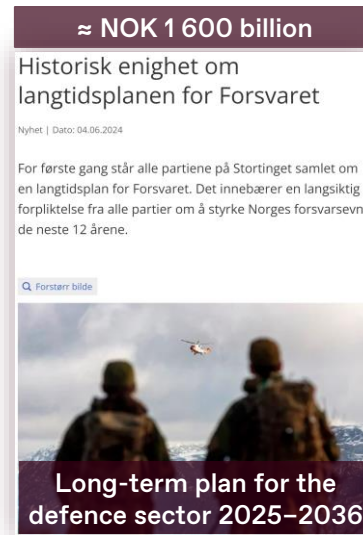 ≈ NOK 1 600 billion
Historisk enighet om
langtidsplanen for Forsvaret
Nyhet | Dato: 04.06.2024
For første gang står alle partiene på Stortinget samlet om
en langtidsplan for Forsvaret. Det innebærer en langsiktig
forpliktelse fra alle partier om å styrke Norges forsvarsevn
de neste 12 årene.
Forstørr bilde
Long-term plan for the
defence sector 2025–2036